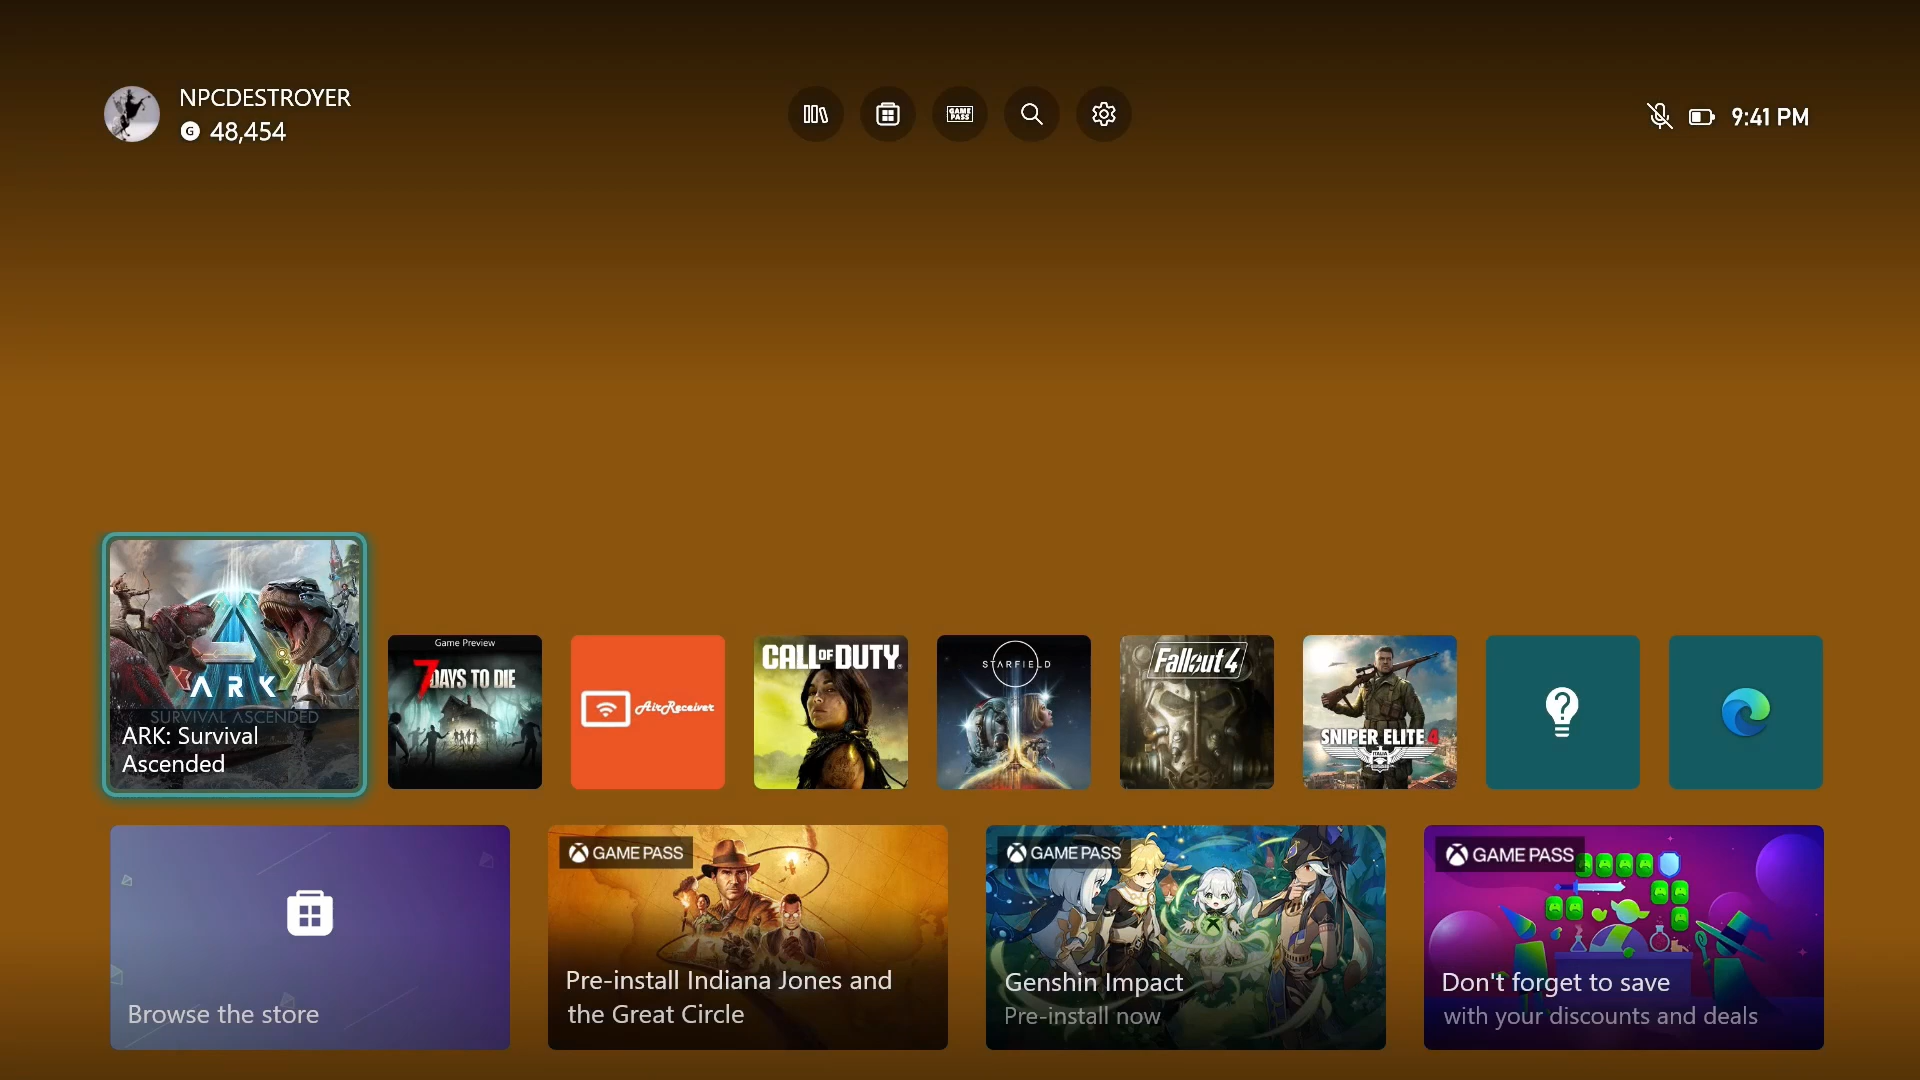 NPCDESTROYER
G 48,454
GAME PASS
9:41 PM
ARK
SURVIVAL ASCENDED
ARK: Survival
Ascended
Game Preview
7 DAYS TO DIE
AirReceiver
CALL OF DUTY
STARFIELD
Fallout 4
SNIPER ELITE 4
ITALIA
Browse the store
GAME PASS
Pre-install Indiana Jones and
the Great Circle
GAME PASS
Genshin Impact
Pre-install now
GAME PASS
Don't forget to save
with your discounts and deals